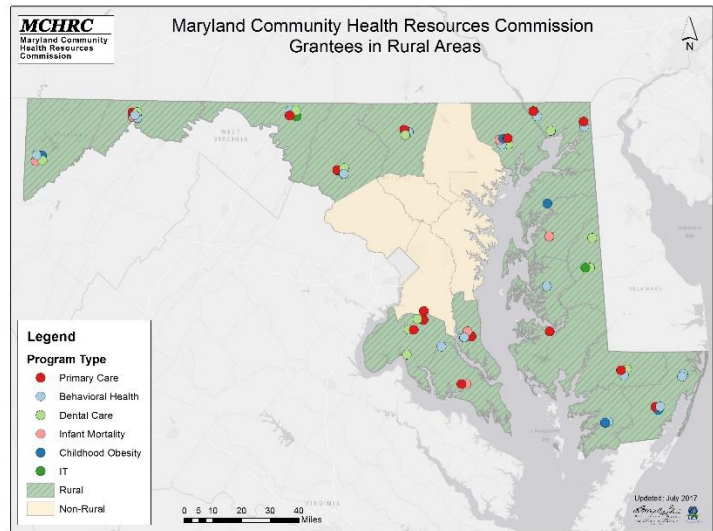 MCHRC
Maryland Community
Health Resources
Commission
Maryland Community Health Resources Commission
Grantees in Rural Areas
N
WEST
VIRGINIA
DELAWARE
VIRGINIA
Legend
Program Type
Primary Care
Behavioral Health
Dental Care
Infant Mortality
Childhood Obesity
IT
Rural
Non-Rural
0 5 10 20 30 40
Miles
Updated: July 2017